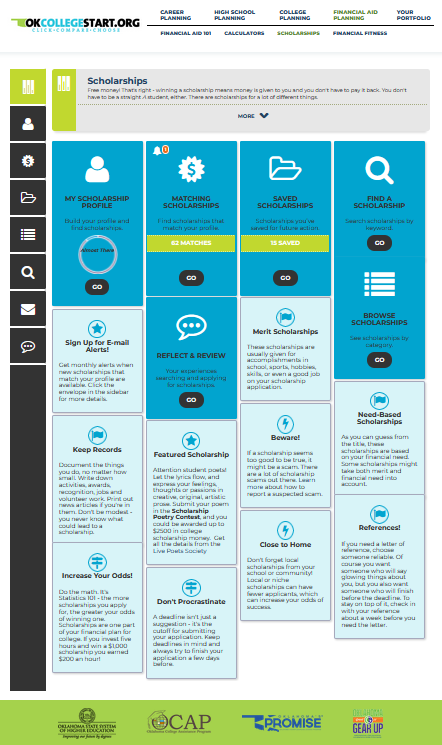 OKCOLLEGESTART.ORG
CLICK-COMPARE-CHOOSE
CAREER PLANNING
HIGH SCHOOL PLANNING
COLLEGE PLANNING
FINANCIAL AID PLANNING
YOUR PORTFOLIO
FINANCIAL AID 101
CALCULATORS
SCHOLARSHIPS
FINANCIAL FITNESS
Scholarships
Free money! That's right - winning a scholarship means money is given to you and you don't have to pay it back. You don't
have to be a straight A student, either. There are scholarships for a lot of different things.
MORE
MY SCHOLARSHIP
PROFILE
Build your profile and
find scholarships.
Almost There
GO
Sign Up for E-mail
Alerts!
Get monthly alerts when
new scholarships that
match your profile are
available. Click the
envelope in the sidebar
for more details.
Keep Records
Document the things
you do, no matter how
small. Write down
activities, awards,
recognition, jobs and
volunteer work. Print out
news articles if you're in
them. Don't be modest -
you never know what
could lead to a
scholarship.
Increase Your Odds!
Do the math. It's
Statistics 101 - the more
scholarships you apply
for, the greater your odds
of winning one.
Scholarships are one part
of your financial plan for
college. If you invest five
hours and win a $1,000
scholarship you earned
$200 an hour!
0
MATCHING
SCHOLARSHIPS
Find scholarships that
match your profile.
62 MATCHES
GO
REFLECT & REVIEW
Your experiences
searching and applying
for scholarships.
GO
Featured Scholarship
Attention student poets!
Let the lyrics flow, and
express your feelings,
thoughts or passions in
creative, original, artistic
prose. Submit your poem
in the Scholarship
Poetry Contest, and you
could be awarded up to
$2500 in college
scholarship money. Get
all the details from the
Live Poets Society
Don't Procrastinate
A deadline isn't just a
suggestion - it's the
cutoff for submitting
your application. Keep
deadlines in mind and
always try to finish your
application a few days
before.
SAVED
SCHOLARSHIPS
Scholarships you've
saved for future action.
15 SAVED
GO
Merit Scholarships
These scholarships are
usually given for
accomplishments in
school, sports, hobbies,
skills, or even a good job
on your scholarship
application.
Beware!
If a scholarship seems
too good to be true, it
might be a scam. There
are a lot of scholarship
scams out there. Learn
more about how to
report a suspected scam.
Close to Home
Don't forget local
scholarships from your
school or community!
Local or niche
scholarships can have
fewer applicants, which
can increase your odds of
success.
FIND A
SCHOLARSHIP
Search scholarships by
keyword.
GO
BROWSE
SCHOLARSHIPS
See scholarships by
category.
GO
Need-Based
Scholarships
As you can guess from
the title, these
scholarships are based
on your financial need.
Some scholarships might
take both merit and
financial need into
account.
References!
If you need a letter of
reference, choose
someone reliable. Of
course you want
someone who will say
glowing things about
you, but you also want
someone who will finish
before the deadline. To
stay on top of it, check in
with your reference
about a week before you
need the letter.
OKLAHOMA STATE SYSTEM
OF HIGHER EDUCATION
OCAP
Oklahoma College Assistance Program
PROMISE
OKLAHOMA
GEAR UP